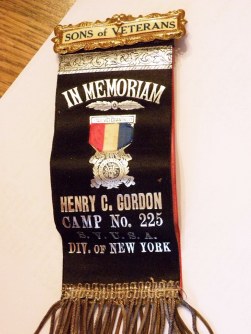 SONS OF VETERANS
IN MEMORIAM
HENRY C. GORDON
CAMP No. 225
S.V.U.S.A.
DIV. OF NEW YORK